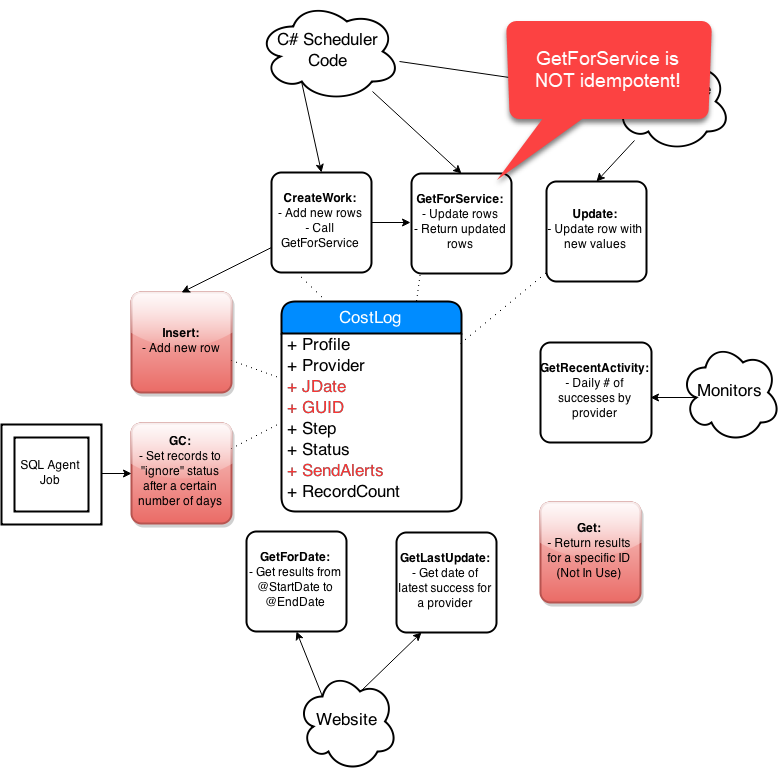 C# Scheduler
Code
GetForService is
NOT idempotent!
CreateWork:
- Add new rows
- Call
GetForService
GetForService:
- Update rows
- Return updated
rows
Update:
- Update row with
new values
Insert:
- Add new row
CostLog
+ Profile
+ Provider
+ JDate
+ GUID
+ Step
+ Status
+ SendAlerts
+ RecordCount
GetRecentActivity:
- Daily # of
successes by
provider
Monitors
SQL Agent
Job
GC:
- Set records to
"ignore" status
after a certain
number of days
Get:
- Return results
for a specific ID
(Not In Use)
GetForDate:
- Get results from
@StartDate to
@EndDate
GetLastUpdate:
- Get date of
latest success for
a provider
Website